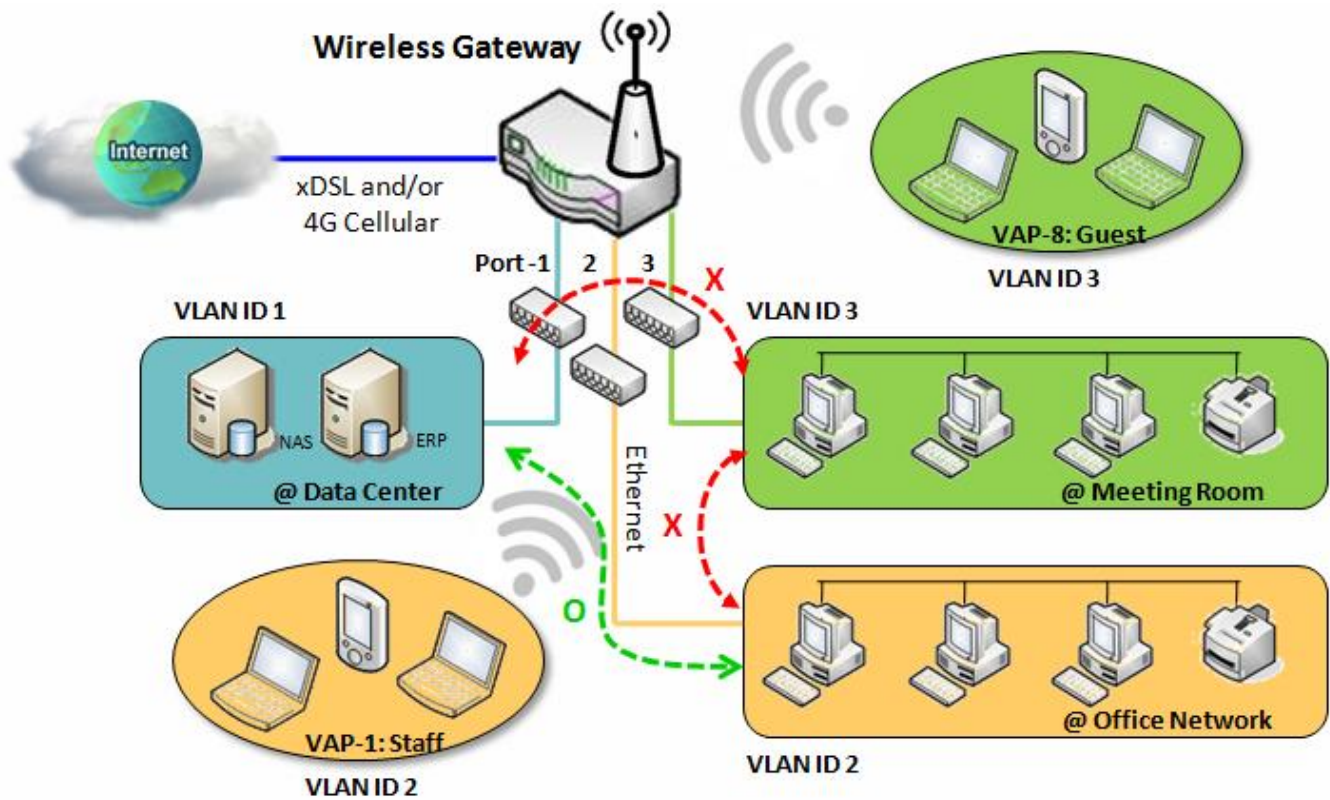 Wireless Gateway
Internet
xDSL and/or
4G Cellular
VAP-8: Guest
VLAN ID 3
Port -1 2 3
X
VLAN ID 1
VLAN ID 3
NAS
ERP
@ Data Center
@ Meeting Room
Ethernet
X
O
VAP-1: Staff
VLAN ID 2
@ Office Network
VLAN ID 2